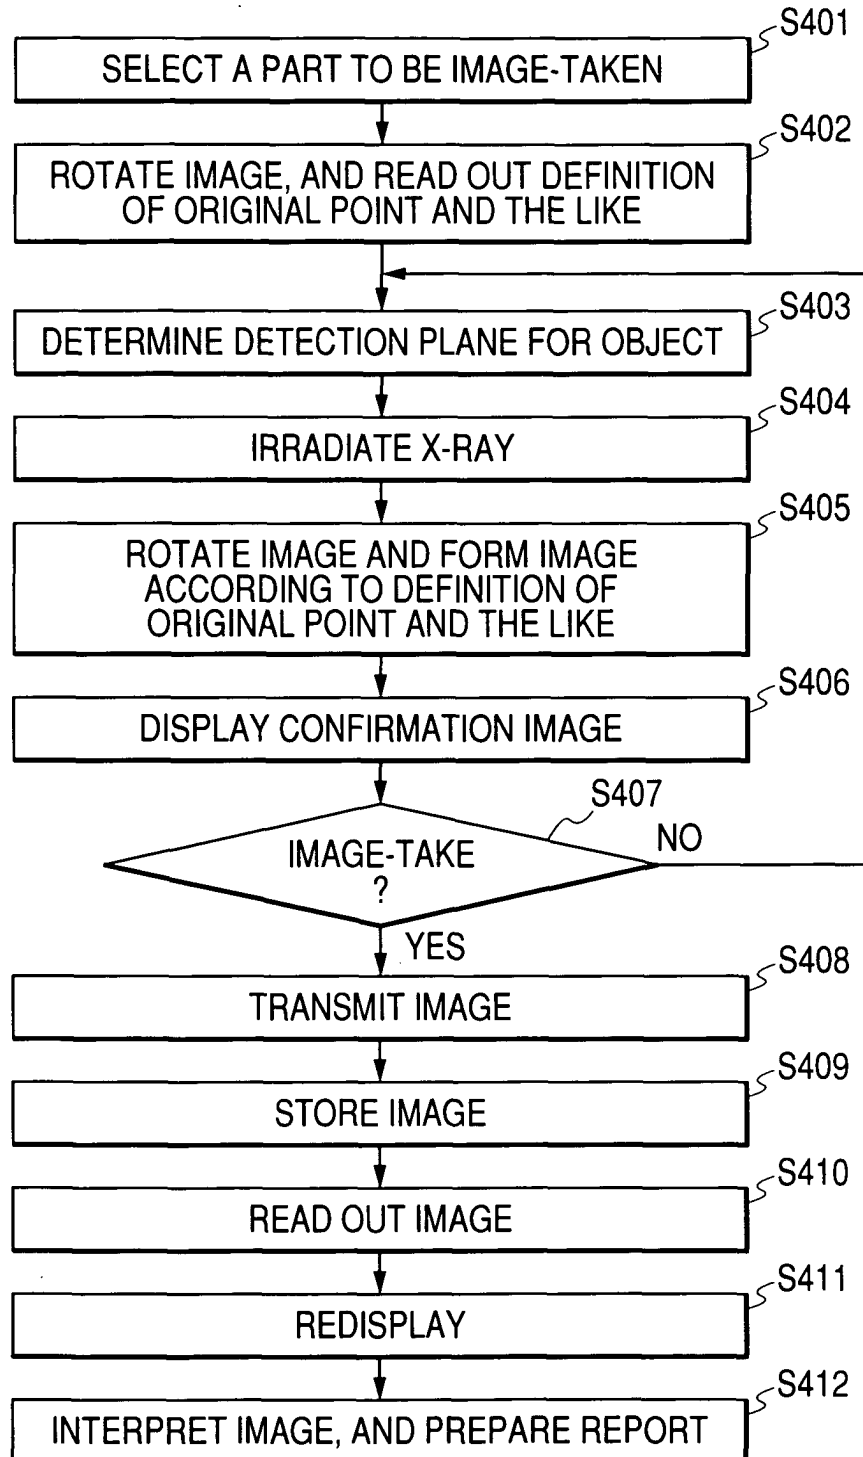 S401
SELECT A PART TO BE IMAGE-TAKEN
S402
ROTATE IMAGE, AND READ OUT DEFINITION
OF ORIGINAL POINT AND THE LIKE
S403
DETERMINE DETECTION PLANE FOR OBJECT
S404
IRRADIATE X-RAY
S405
ROTATE IMAGE AND FORM IMAGE
ACCORDING TO DEFINITION OF
ORIGINAL POINT AND THE LIKE
S406
DISPLAY CONFIRMATION IMAGE
S407
IMAGE-TAKE
?
NO
YES
S408
TRANSMIT IMAGE
S409
STORE IMAGE
S410
READ OUT IMAGE
S411
REDISPLAY
S412
INTERPRET IMAGE, AND PREPARE REPORT